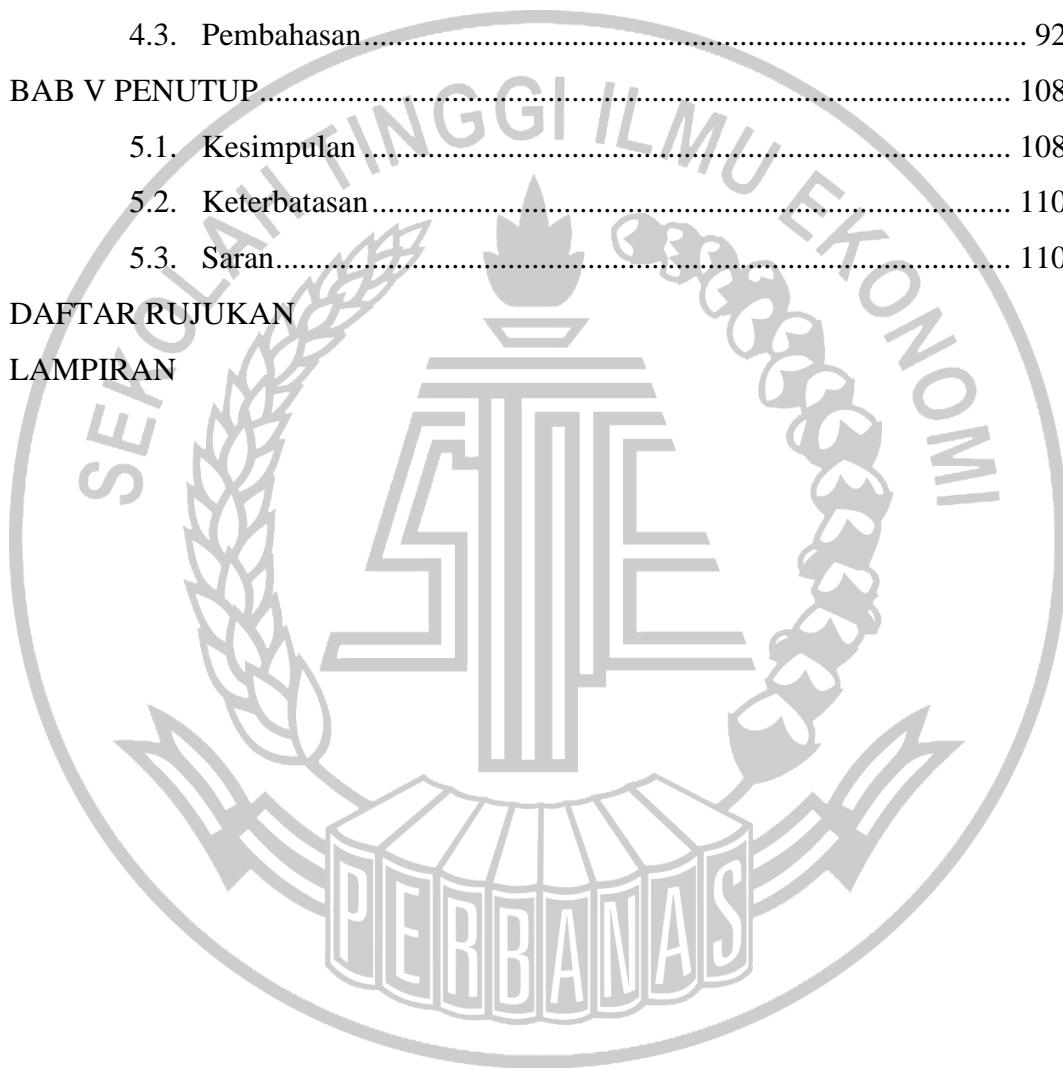 4.3. Pembahasan.................................................................................... 92
BAB V PENUTUP............................................................................................... 108
5.1. Kesimpulan.................................................................................. 108
5.2. Keterbatasan................................................................................. 110
5.3. Saran............................................................................................. 110
DAFTAR RUJUKAN
LAMPIRAN
SEKOLAH TINGGI ILMU EKONOMI
STIE
PERBANAS